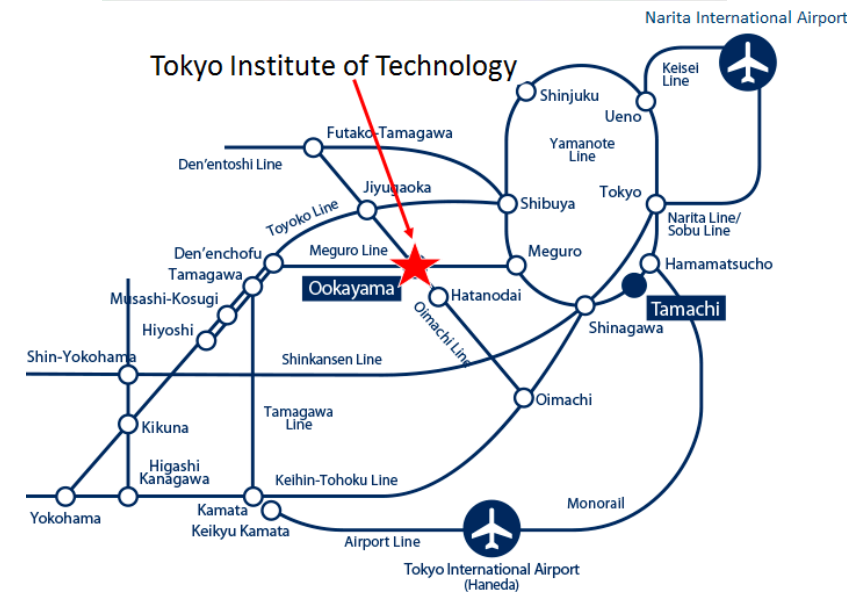 Narita International Airport
Tokyo Institute of Technology
Keisei
Line
Shinjuku
Ueno
Futako-Tamagawa
Yamanote
Line
Den'entoshi Line
Jiyugaoka
Tokyo
Toyoko Line
Shibuya
Narita Line/
Sobu Line
Den'enchofu
Meguro Line
Meguro
Hamamatsucho
Tamagawa
Ookayama
Hatanodai
Musashi-Kosugi
Tamachi
Hiyoshi
Oimachi Line
Shinagawa
Shin-Yokohama
Shinkansen Line
Oimachi
Tamagawa
Line
Kikuna
Higashi
Kanagawa
Keihin-Tohoku Line
Monorail
Yokohama
Kamata
Keikyu Kamata
Airport Line
Tokyo International Airport
(Haneda)